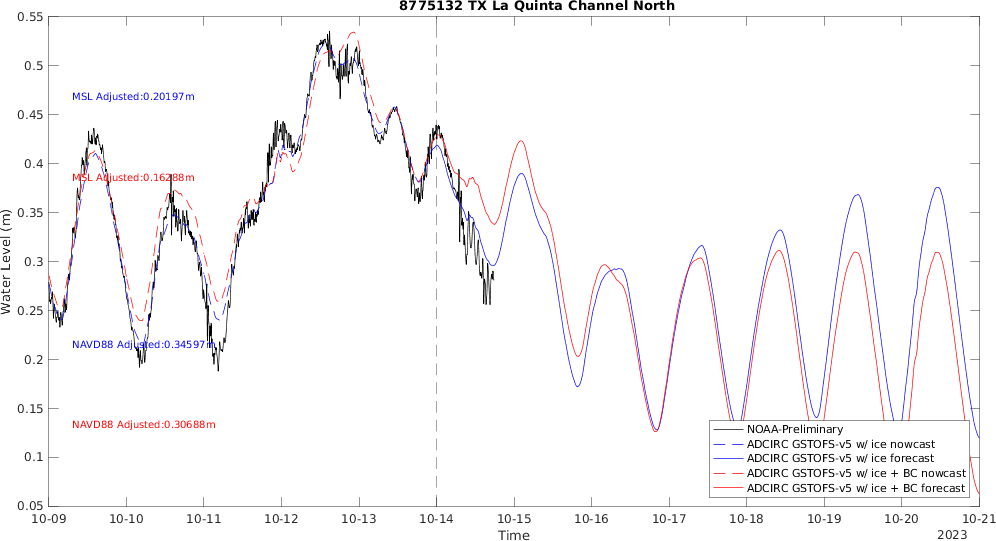 8775132 TX La Quinta Channel North
0.55
0.5
0.45
0.4
0.35
0.3
0.25
0.2
0.15
0.1
0.05
Water Level (m)
MSL Adjusted:0.20197m
MSL Adjusted:0.16288m
NAVD88 Adjusted:0.34597m
NAVD88 Adjusted:0.30688m
NOAA-Preliminary
ADCIRC GSTOFS-v5 w/ ice nowcast
ADCIRC GSTOFS-v5 w/ ice forecast
ADCIRC GSTOFS-v5 w/ ice + BC nowcast
ADCIRC GSTOFS-v5 w/ ice + BC forecast
10-09 10-10 10-11 10-12 10-13 10-14 10-15 10-16 10-17 10-18 10-19 10-20 10-21
Time
2023